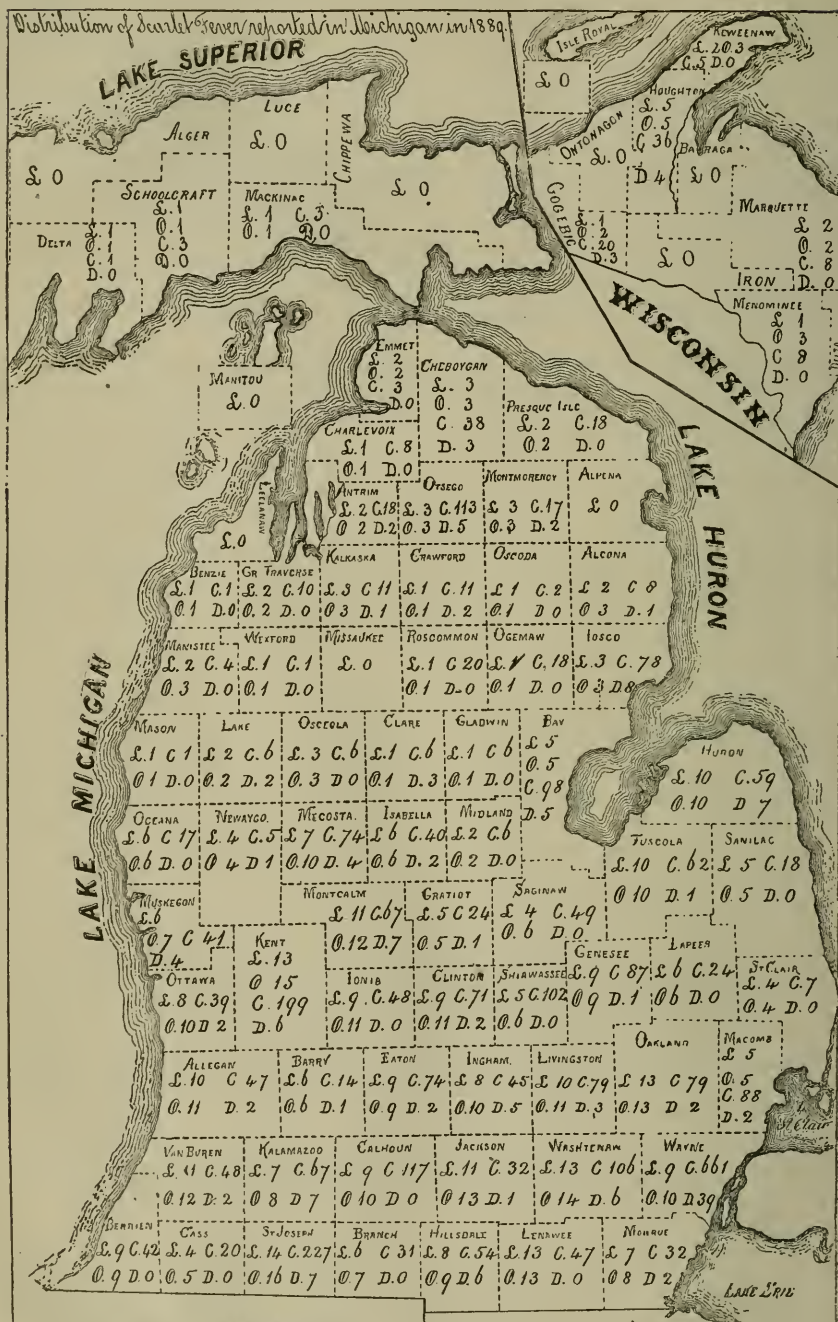 Distribution of Scarlet Fever reported in Michigan in 1889.
LAKE SUPERIOR
ISLE ROYAL
£ 0
KEWEENAW
£. 2 O. 3
C. 5 D. 0
HOUGHTON
£. 5
O. 5
C. 36
D 4
ONTONAGON
£. 0
BARAGA
£ 0
GOGEBIC
£. 1
O. 2
C. 20
D. 3
£ 0
MARQUETTE
£ 2
O. 2
C. 8
D. 0
IRON
MENOMINEE
£ 1
O 3
C 8
D. 0
WISCONSIN
ALGER
£ 0
LUCE
£. 0
CHIPPEWA
£ 0
SCHOOLCRAFT
£. 1
O. 1
C. 3
D. 0
MACKINAC
£. 1 C. 3
O. 1 D. 0
DELTA
£. 1
O. 1
C. 1
D. 0
MANITOU
£. 0
EMMET
£. 2
O. 2
C. 3
D. 0
CHEBOYGAN
£. 3
O. 3
C. 38
D. 3
PRESQUE ISLE
£. 2 C. 18
O. 2 D. 0
LAKE HURON
CHARLEVOIX
£. 1 C. 8
O. 1 D. 0
LEELANAW
£. 0
ANTRIM
£. 2 C. 18
O 2 D. 2
OTSEGO
£. 3 C. 113
O. 3 D. 5
MONTMORENCY
£ 3 C. 17
O. 3 D. 2
ALPENA
£ 0
BENZIE
£. 1 C. 1
O. 1 D. 0
GR TRAVERSE
£. 2 C. 10
O. 2 D. 0
KALKASKA
£. 3 C 11
O 3 D. 1
CRAWFORD
£. 1 C. 11
O. 1 D. 2
OSCODA
£ 1 C. 2
O. 1 D 0
ALCONA
£ 2 C 8
O 3 D. 1
MANISTEE
£. 2 C. 4
O. 3 D. 0
WEXFORD
£. 1 C. 1
O. 1 D. 0
MISSAUKEE
£. 0
ROSCOMMON
£. 1 C 20
O. 1 D. 0
OGEMAW
£. 1 C. 18
O. 1 D. 0
IOSCO
£. 3 C. 78
O 3 D 8
LAKE MICHIGAN
MASON
£. 1 C 1
O 1 D. 0
LAKE
£ 2 C. 6
O. 2 D. 2
OSCEOLA
£. 3 C. 6
O. 3 D 0
CLARE
£. 1 C. 6
O. 1 D. 3
GLADWIN
£. 1 C 6
O. 1 D. 0
BAY
£ 5
O. 5
C. 98
D. 5
HURON
£. 10 C. 59
O. 10 D 7
OCEANA
£. 6 C 17
O. 6 D. 0
NEWAYGO.
£. 4 C. 5
O 4 D 1
MECOSTA.
£ 7 C. 74
O. 10 D. 4
ISABELLA
£ 6 C. 40
O. 6 D. 2
MIDLAND
£. 2 C. 6
O. 2 D. 0
TUSCOLA
£. 10 C. 62
O 10 D. 1
SANILAC
£ 5 C. 18
O. 5 D. 0
MUSKEGON
£. 6
O. 7 C 41
D. 4
MONTCALM
£. 11 C. 67
O. 12 D. 7
GRATIOT
£. 5 C 24
O. 5 D. 1
SAGINAW
£ 4 C. 49
O. 6 D. 0
KENT
£. 13
O 15
C. 199
D. 6
OTTAWA
£. 8 C. 39
O. 10 D 2
IONIA
£. 9. C. 48
O. 11 D. 0
CLINTON
£. 9 C. 71
O. 11 D. 2
SHIAWASSEE
£ 5 C. 102
O. 6 D. 0
GENESEE
£. 9 C 87
O 9 D. 1
LAPEER
£ 6 C. 24
O 6 D. 0
ST CLAIR
£. 4 C. 7
O. 4 D. 0
ALLEGAN
£. 10 C 47
O. 11 D. 2
BARRY
£. 6 C. 14
O. 6 D. 1
EATON
£. 9 C. 74
O. 9 D. 2
INGHAM.
£ 8 C 45
O. 10 D. 5
LIVINGSTON
£ 10 C. 79
O. 11 D. 3
OAKLAND
£ 13 C 79
O. 13 D 2
MACOMB
£ 5
O. 5
C. 88
D. 2
L. St Clair
VAN BUREN
£. 11 C. 48
O. 12 D. 2
KALAMAZOO
£. 7 C. 67
O 8 D 7
CALHOUN
£ 9 C 117
O 10 D 0
JACKSON
£. 11 C. 32
O 13 D. 1
WASHTENAW
£. 13 C 106
O 14 D. 6
WAYNE
£. 9 C. 661
O. 10 D 39
BERRIEN
£. 9 C. 42
O. 9 D. 0
CASS
£. 4 C. 20
O. 5 D. 0
ST JOSEPH
£. 14 C. 227
O. 16 D. 7
BRANCH
£. 6 C 31
O. 7 D. 0
HILLSDALE
£. 8 C. 54
O. 9 D. 6
LENAWEE
£. 13 C. 47
O. 13 D. 0
MONROE
£ 7 C 32
O 8 D 2
LAKE ERIE